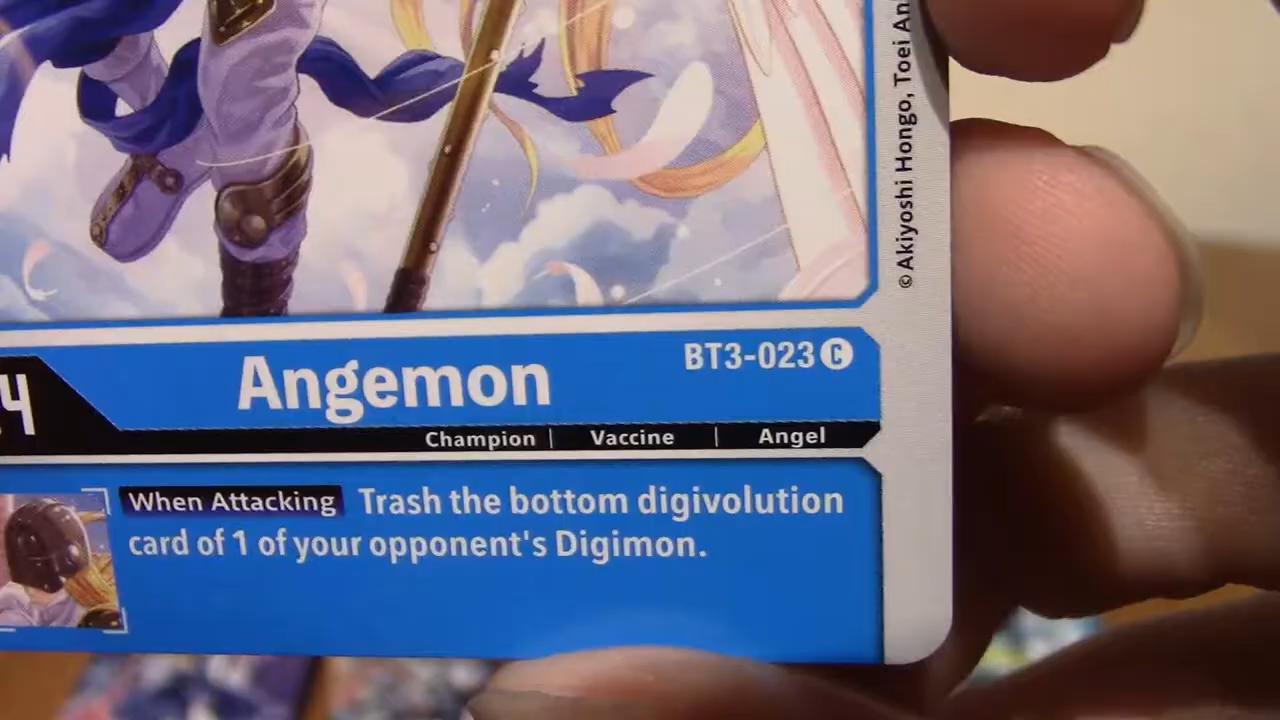 ©Akiyoshi Hongo, Toei An
.4
Angemon
BT3-023 C
Champion | Vaccine | Angel
When Attacking Trash the bottom digivolution
card of 1 of your opponent's Digimon.